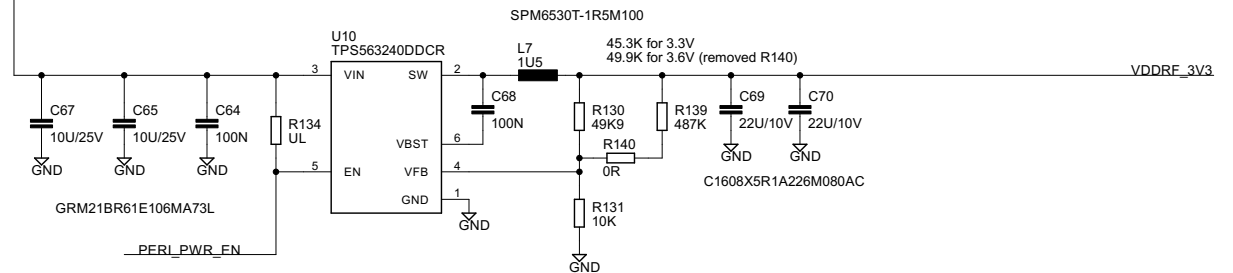 SPM6530T-1R5M100
U10
TPS563240DDCR
L7
1U5
45.3K for 3.3V
49.9K for 3.6V (removed R140)
3
VIN
SW
2
VDDRF_3V3
C67
10U/25V
C65
10U/25V
C64
100N
R134
UL
C68
100N
R130
49K9
R139
487K
C69
22U/10V
C70
22U/10V
VBST
6
R140
0R
GND
GND
GND
5
EN
VFB
4
GND
GND
C1608X5R1A226M080AC
GND
1
GRM21BR61E106MA73L
R131
10K
GND
PERI_PWR_EN
GND